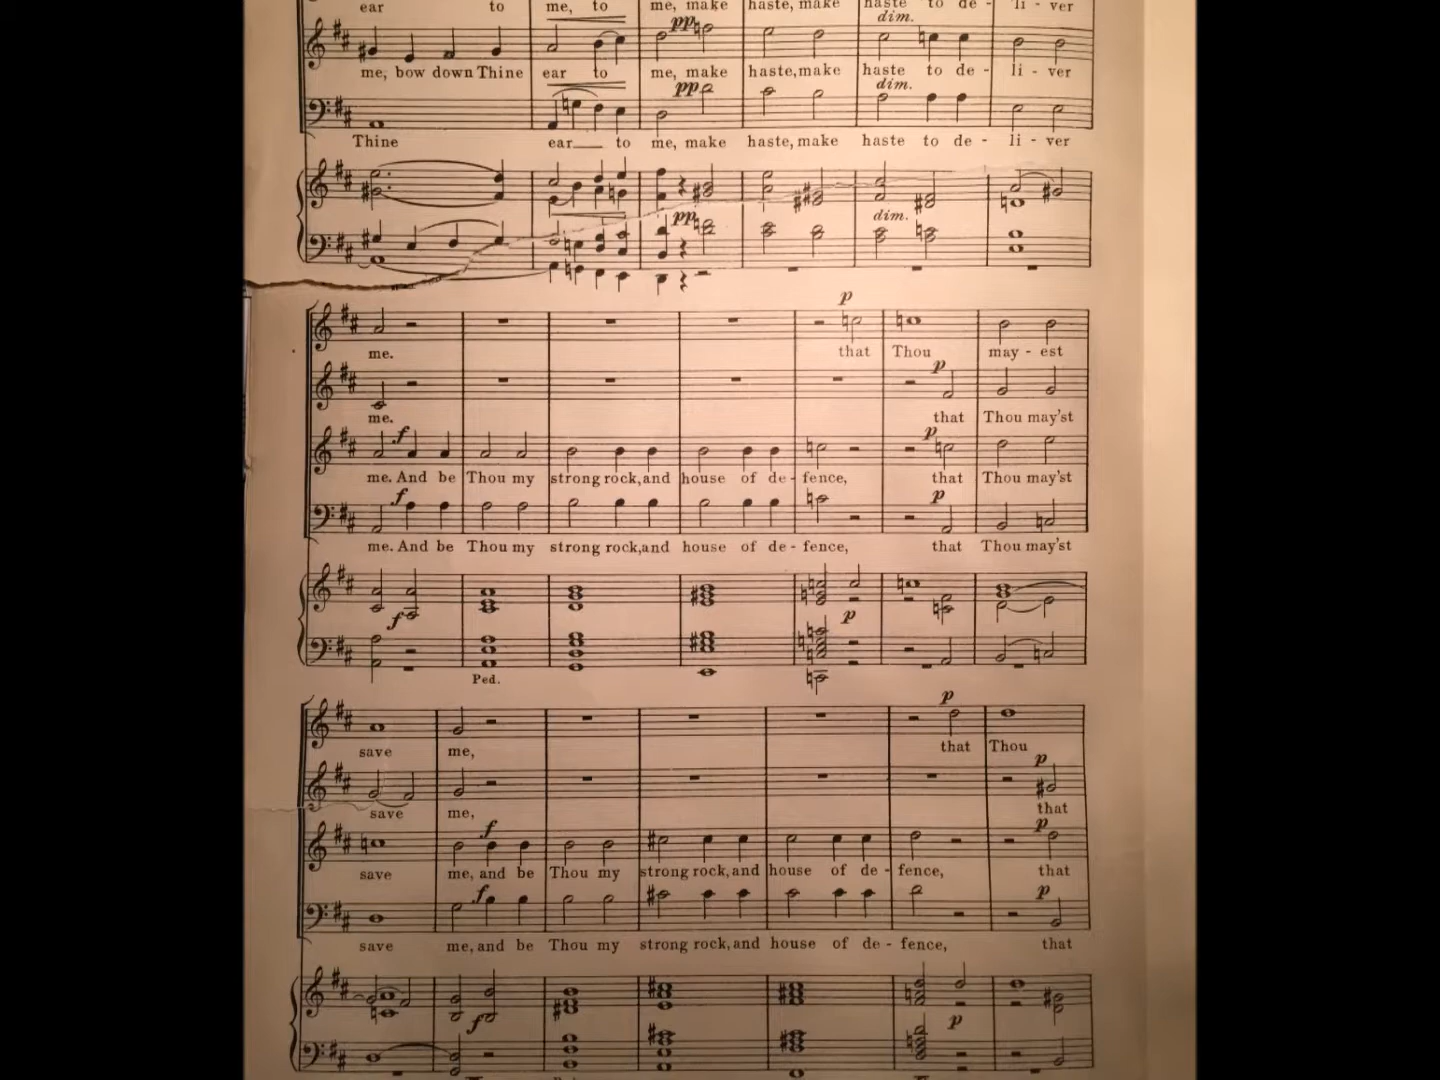 ear to me, to me, make haste, make haste to de - li - ver
pp dim.
me, bow down Thine ear to me, make haste, make haste to de - li - ver
pp dim.
Thine ear to me, make haste, make haste to de - li - ver
pp dim.
p
me. that Thou may - est
p
me. that Thou may'st
f p
me. And be Thou my strong rock, and house of de - fence, that Thou may'st
f p
me. And be Thou my strong rock, and house of de - fence, that Thou may'st
f p
Ped.
p
save me, that Thou
p
save me, that
f p
save me, and be Thou my strong rock, and house of de - fence, that
f p
save me, and be Thou my strong rock, and house of de - fence, that
f p